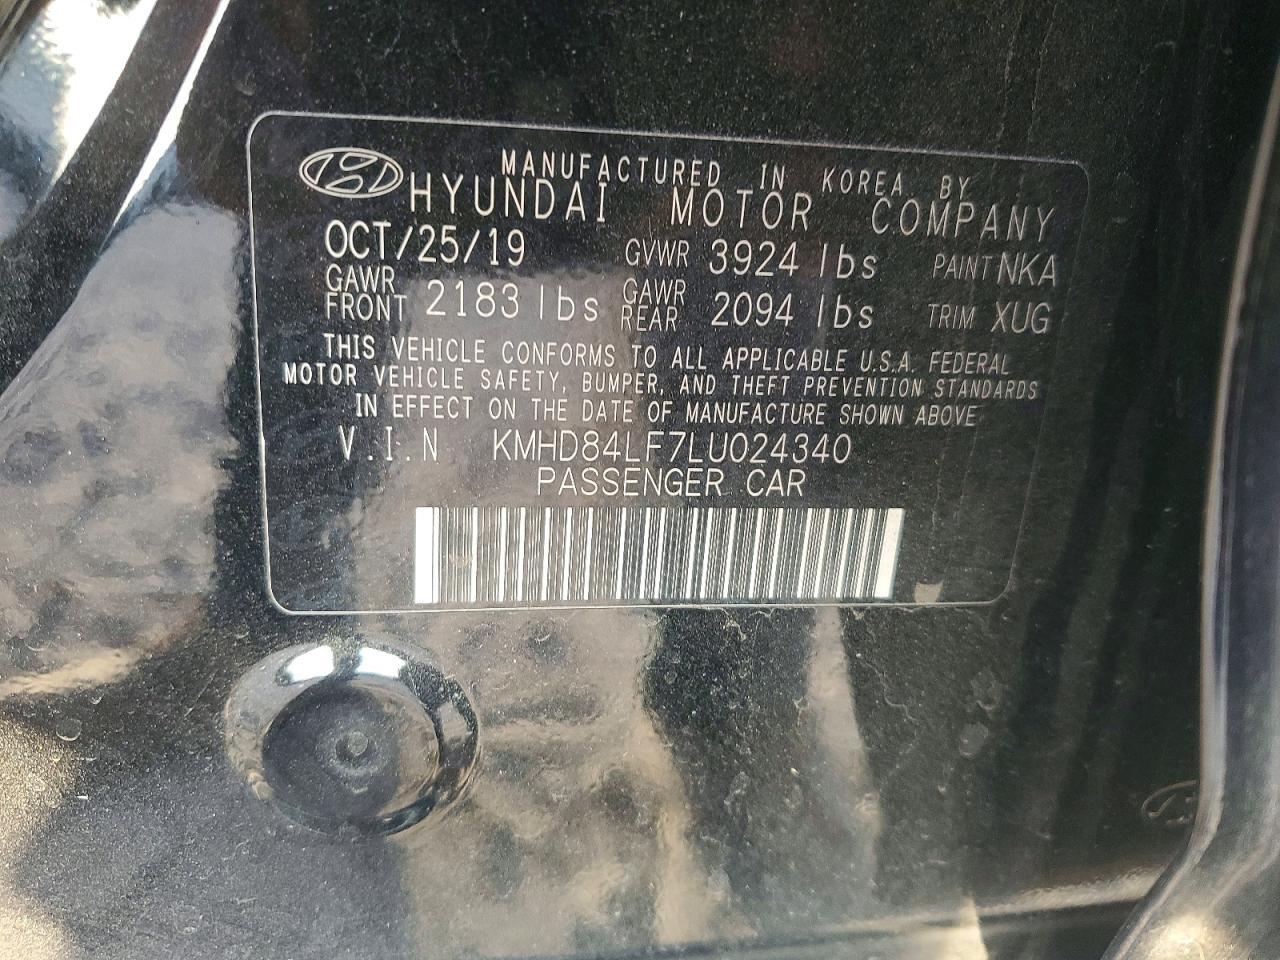 MANUFACTURED IN KOREA BY
HYUNDAI MOTOR COMPANY
OCT/25/19 GVWR 3924 lbs PAINT NKA
GAWR FRONT 2183 lbs GAWR REAR 2094 lbs TRIM XUG
THIS VEHICLE CONFORMS TO ALL APPLICABLE U.S.A. FEDERAL
MOTOR VEHICLE SAFETY, BUMPER, AND THEFT PREVENTION STANDARDS
IN EFFECT ON THE DATE OF MANUFACTURE SHOWN ABOVE
V.I.N KMHD84LF7LU024340
PASSENGER CAR